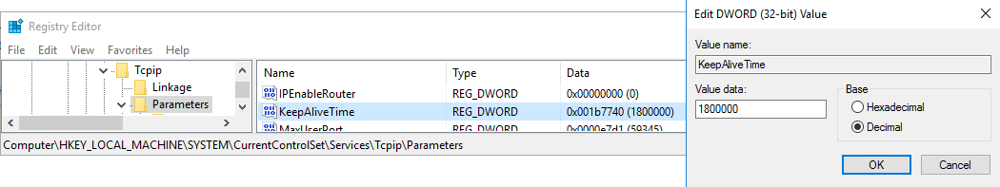 Registry Editor
File Edit View Favorites Help
Tcpip
Linkage
Parameters
Name Type Data
IPEnableRouter REG_DWORD 0x00000000 (0)
KeepAliveTime REG_DWORD 0x001b7740 (1800000)
MaxUserPort REG_DWORD 0x0000e7d1 (59345)
Computer\HKEY_LOCAL_MACHINE\SYSTEM\CurrentControlSet\Services\Tcpip\Parameters
Edit DWORD (32-bit) Value
Value name:
KeepAliveTime
Value data:
1800000
Base
Hexadecimal
Decimal
OK Cancel